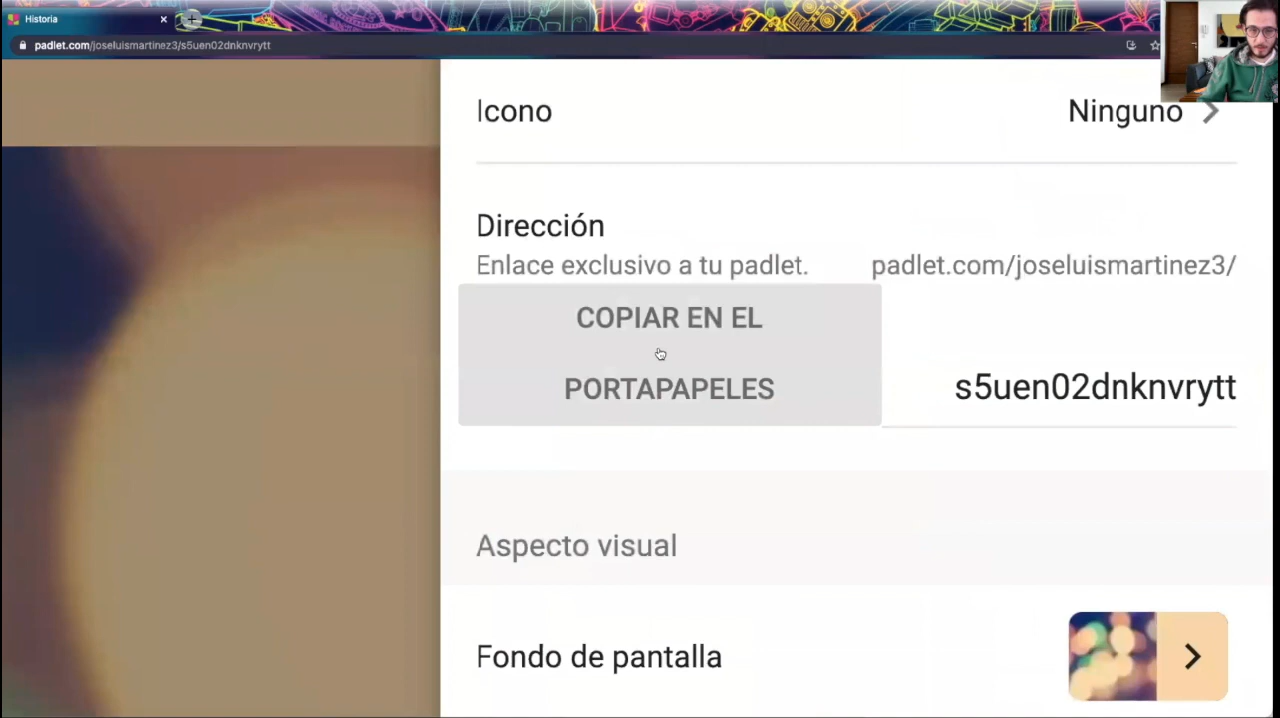 Historia
padlet.com/joseluismartinez3/s5uen02dnknvrytt
Icono
Ninguno
Dirección
Enlace exclusivo a tu padlet.
padlet.com/joseluismartinez3/
COPIAR EN EL
PORTAPAPELES
s5uen02dnknvrytt
Aspecto visual
Fondo de pantalla